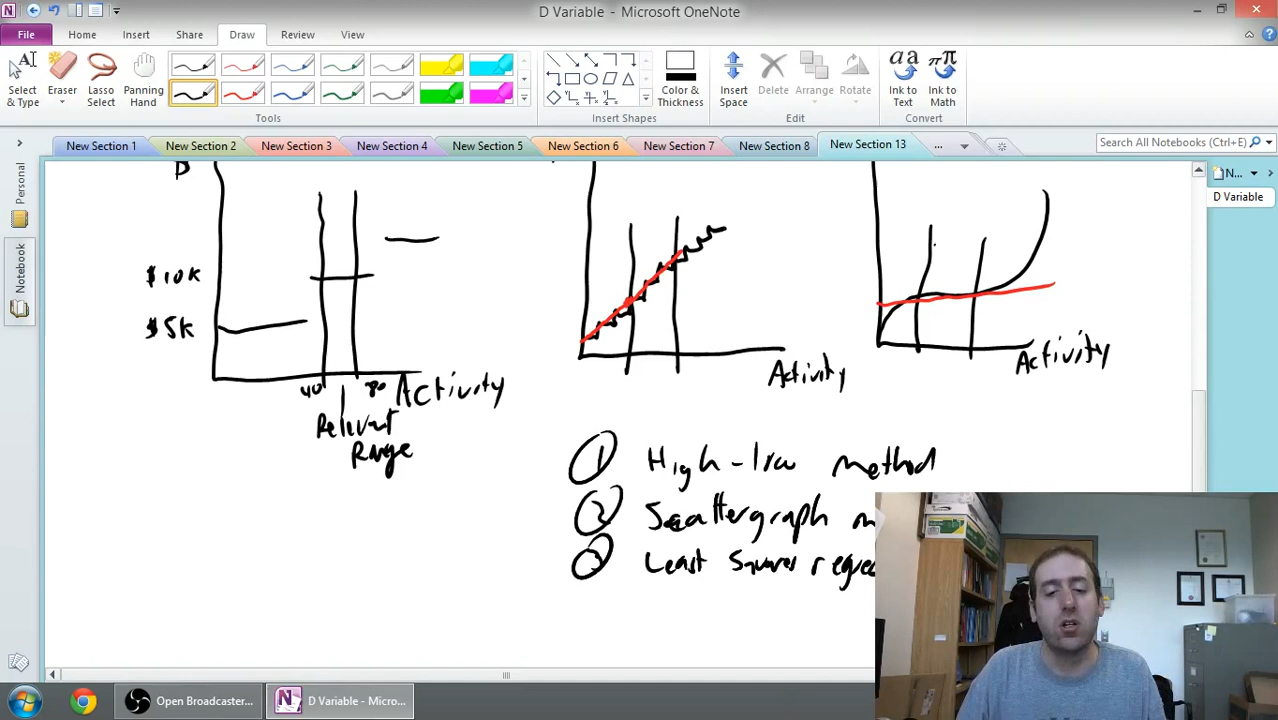 D Variable - Microsoft OneNote
File
Home
Insert
Share
Draw
Review
View
Select & Type
Eraser
Lasso Select
Panning Hand
Tools
Color & Thickness
Insert Shapes
Insert Space
Delete
Arrange
Rotate
Edit
Ink to Text
Ink to Math
Convert
New Section 1
New Section 2
New Section 3
New Section 4
New Section 5
New Section 6
New Section 7
New Section 8
New Section 13
...
Search All Notebooks (Ctrl+E)
Personal
Notebook
N...
D Variable
$10K
$5K
40
80
Activity
Relevant
Range
Activity
Activity
① High-low method
② Scattergraph m
③ Least Squares regre
Open Broadcaster...
D Variable - Micro...